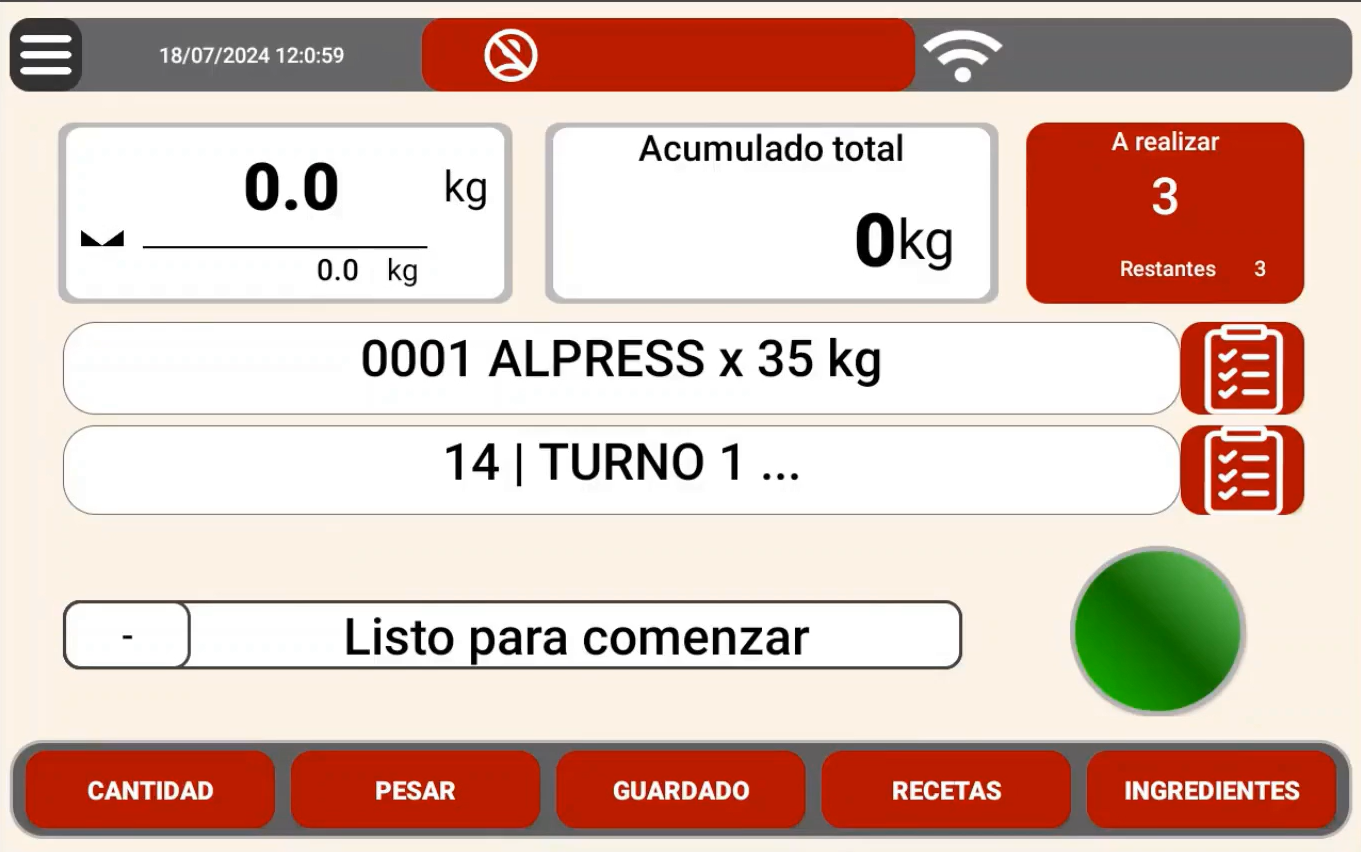 18/07/2024 12:0:59
0.0 kg
0.0 kg
Acumulado total
0kg
A realizar
3
Restantes 3
0001 ALPRESS x 35 kg
14 | TURNO 1 ...
- Listo para comenzar
CANTIDAD PESAR GUARDADO RECETAS INGREDIENTES